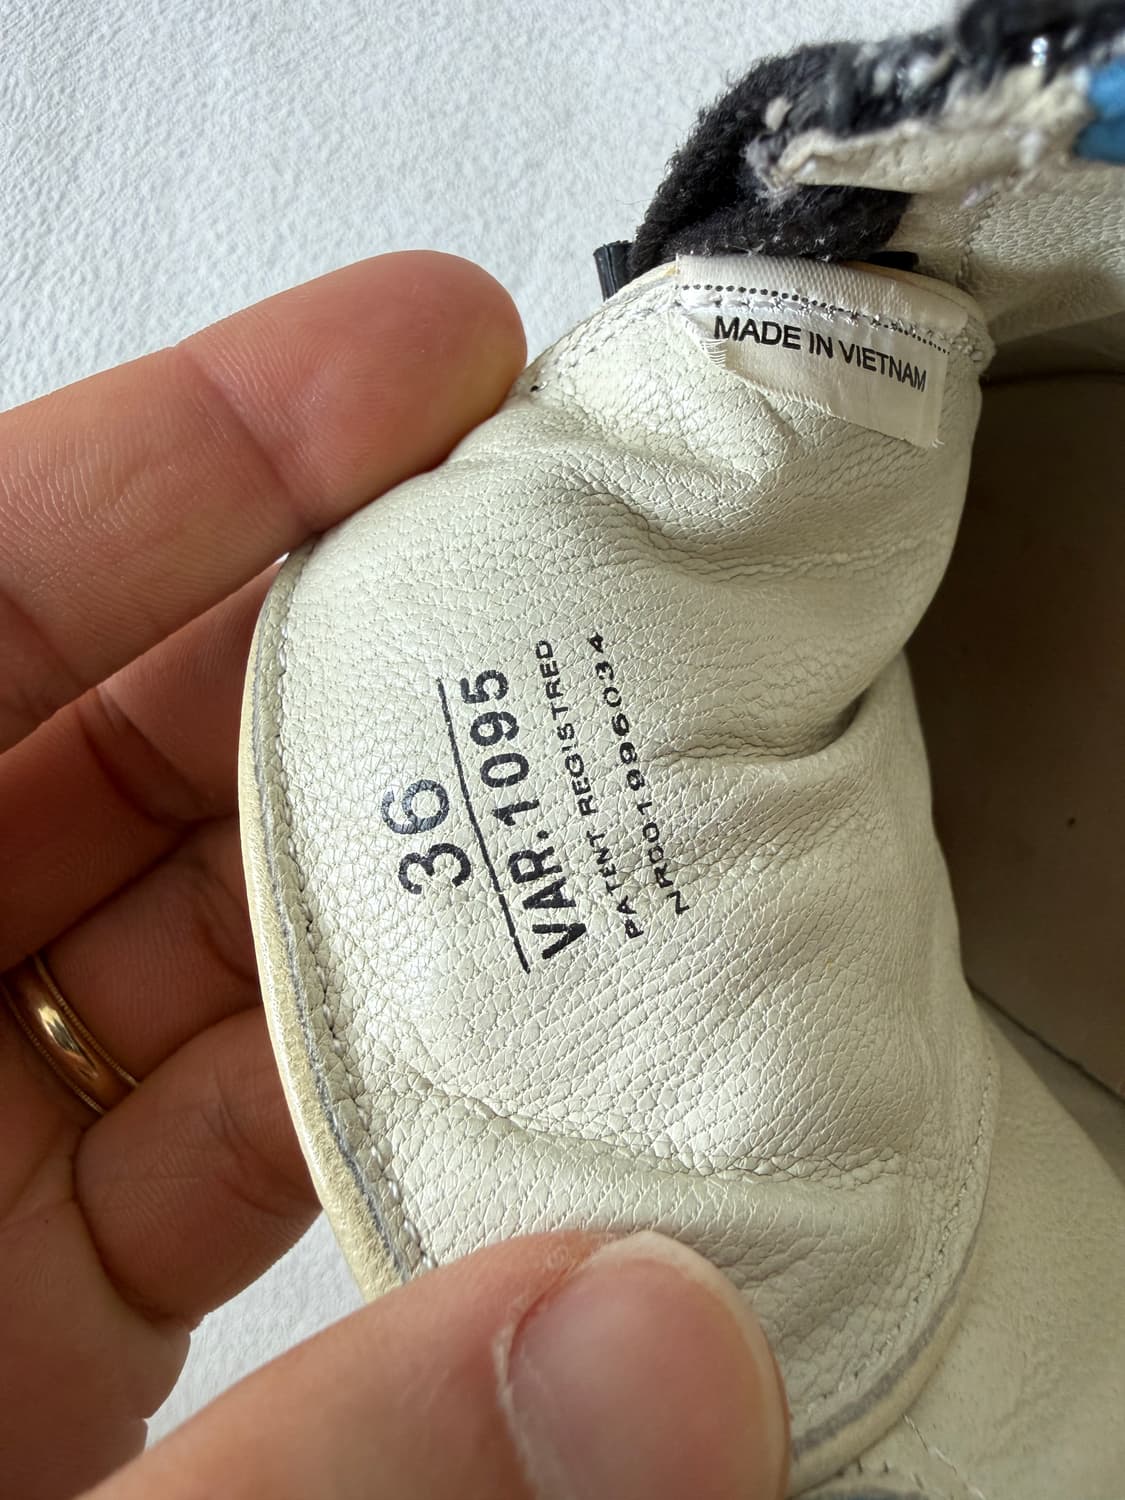 MADE IN VIETNAM
36
VAR.1095
PATENT REGISTRED
NR001996034